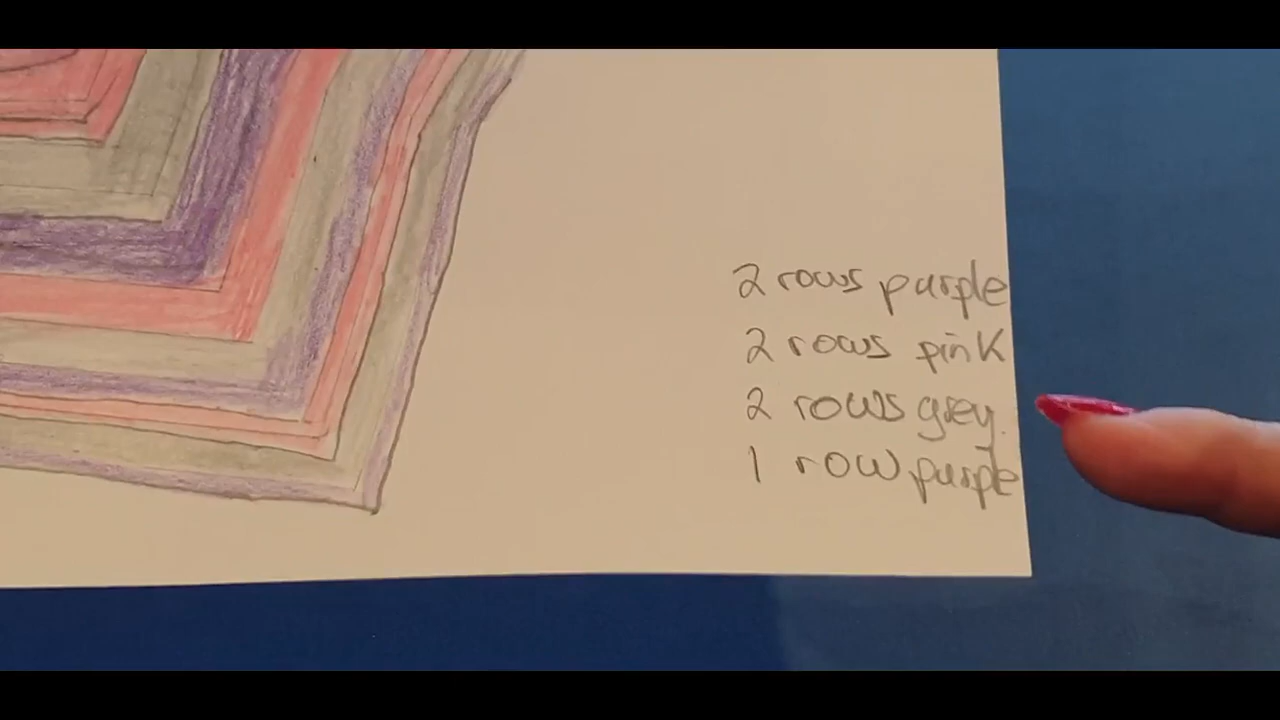 2 rows purple
2 rows pink
2 rows grey.
1 row purple